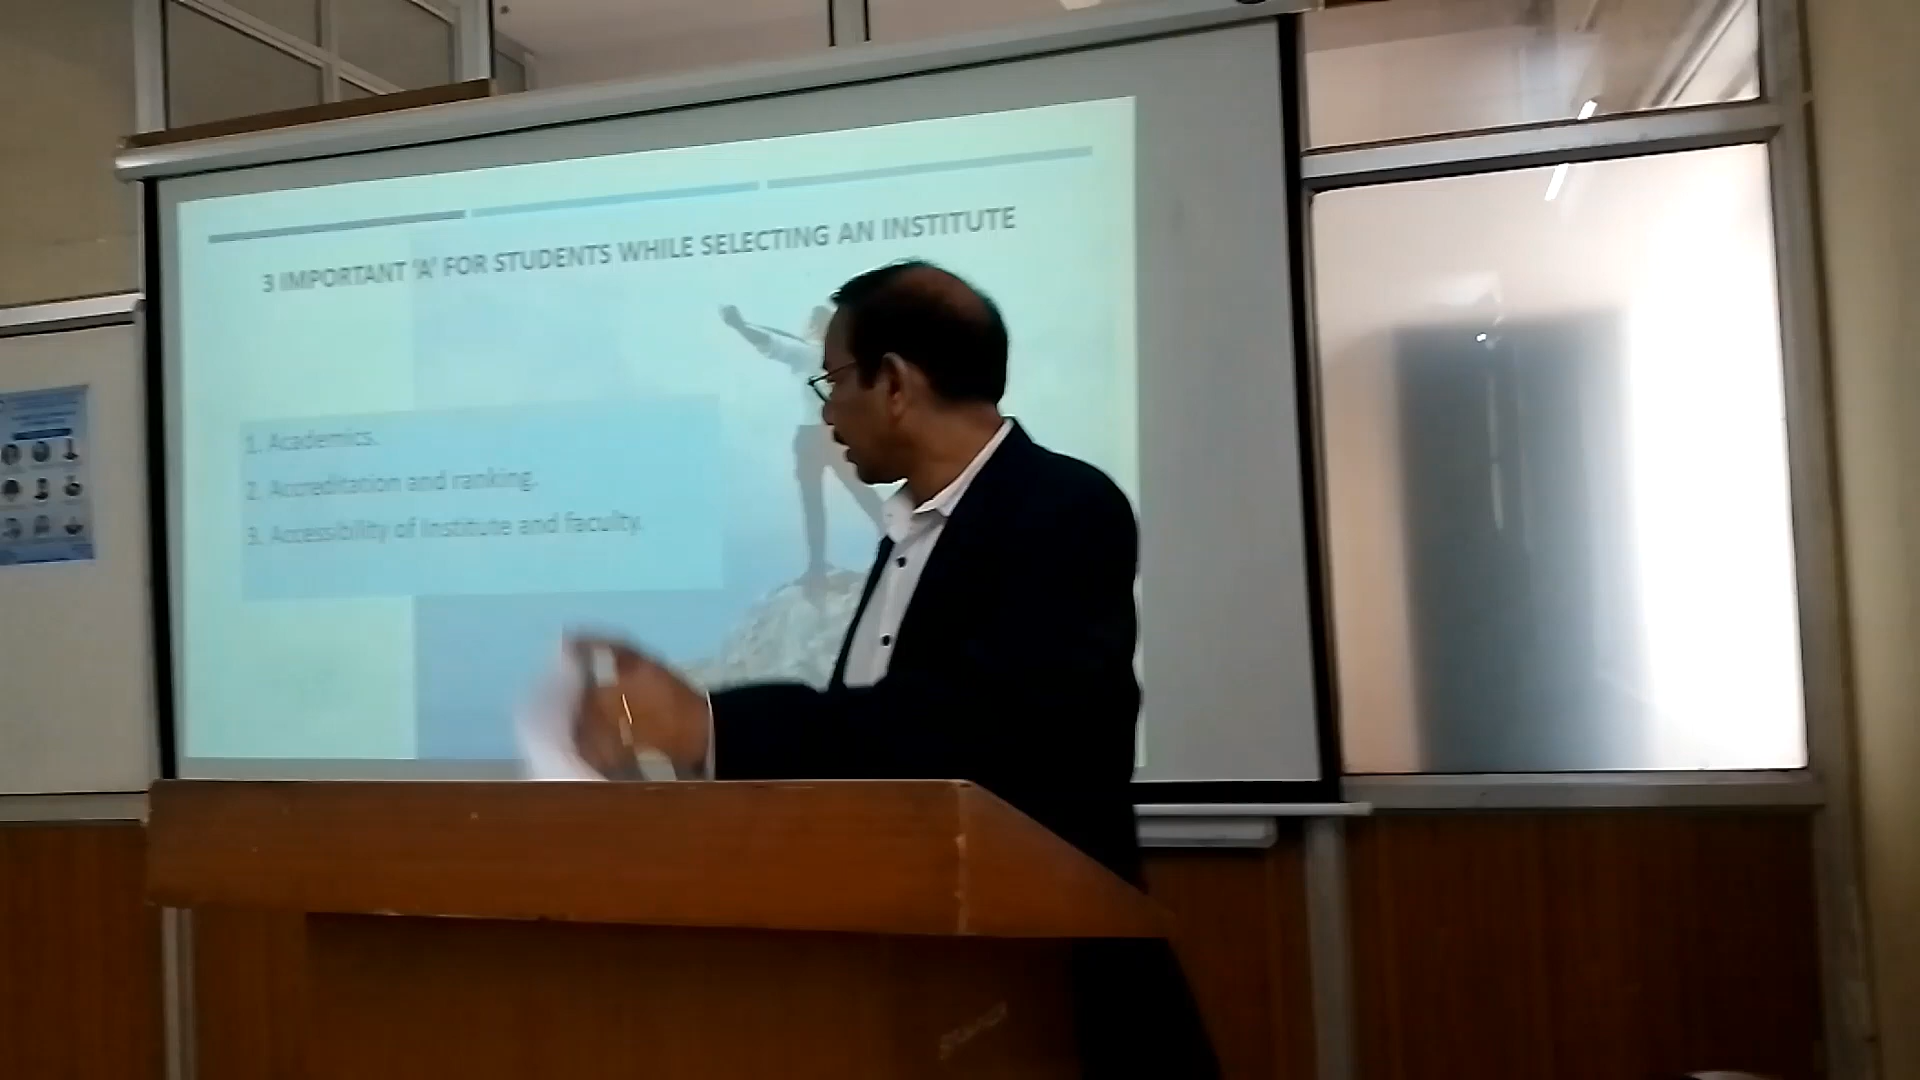 3 IMPORTANT 'A' FOR STUDENTS WHILE SELECTING AN INSTITUTE
1. Academics.
2. Accreditation and ranking.
3. Accessibility of Institute and faculty.